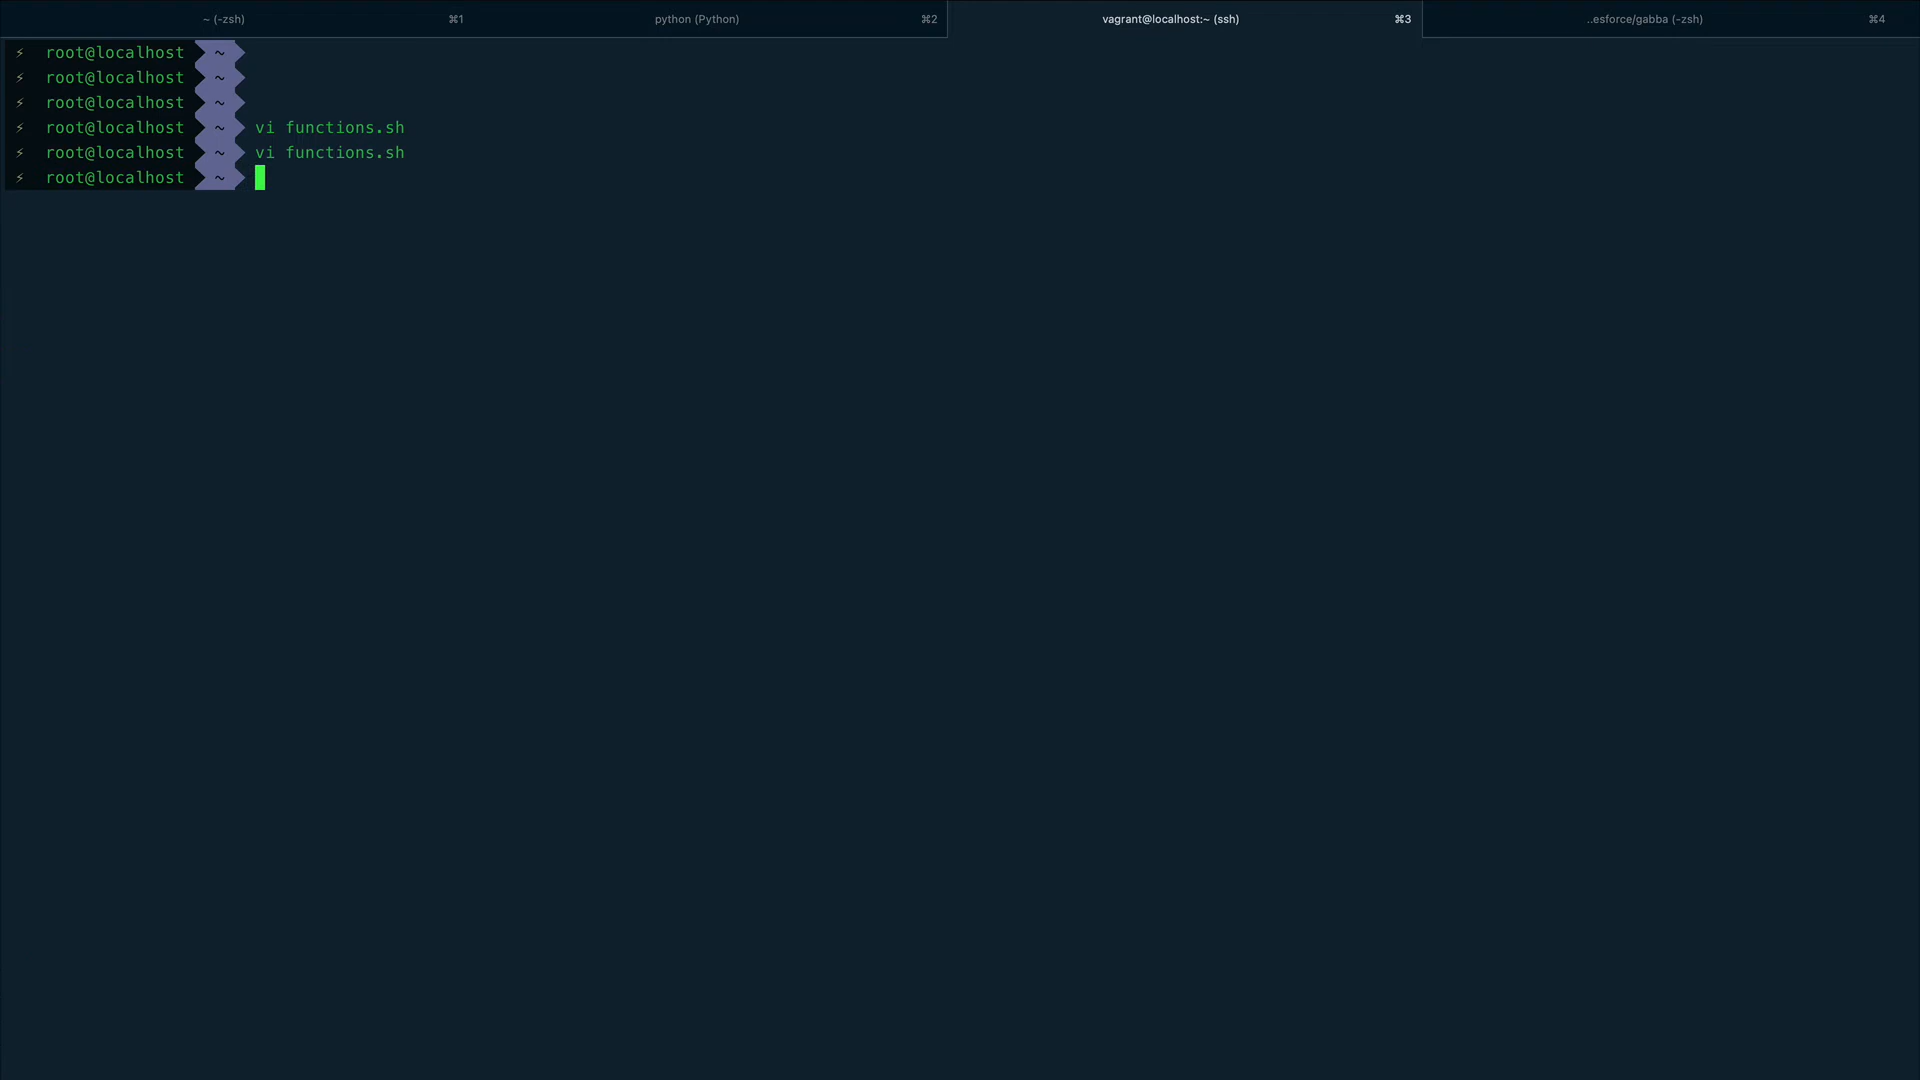 ~ (-zsh) ⌘1 python (Python) ⌘2 vagrant@localhost:~ (ssh) ⌘3 ..esforce/gabba (-zsh) ⌘4
⚡ root@localhost ~
⚡ root@localhost ~
⚡ root@localhost ~
⚡ root@localhost ~ vi functions.sh
⚡ root@localhost ~ vi functions.sh
⚡ root@localhost ~